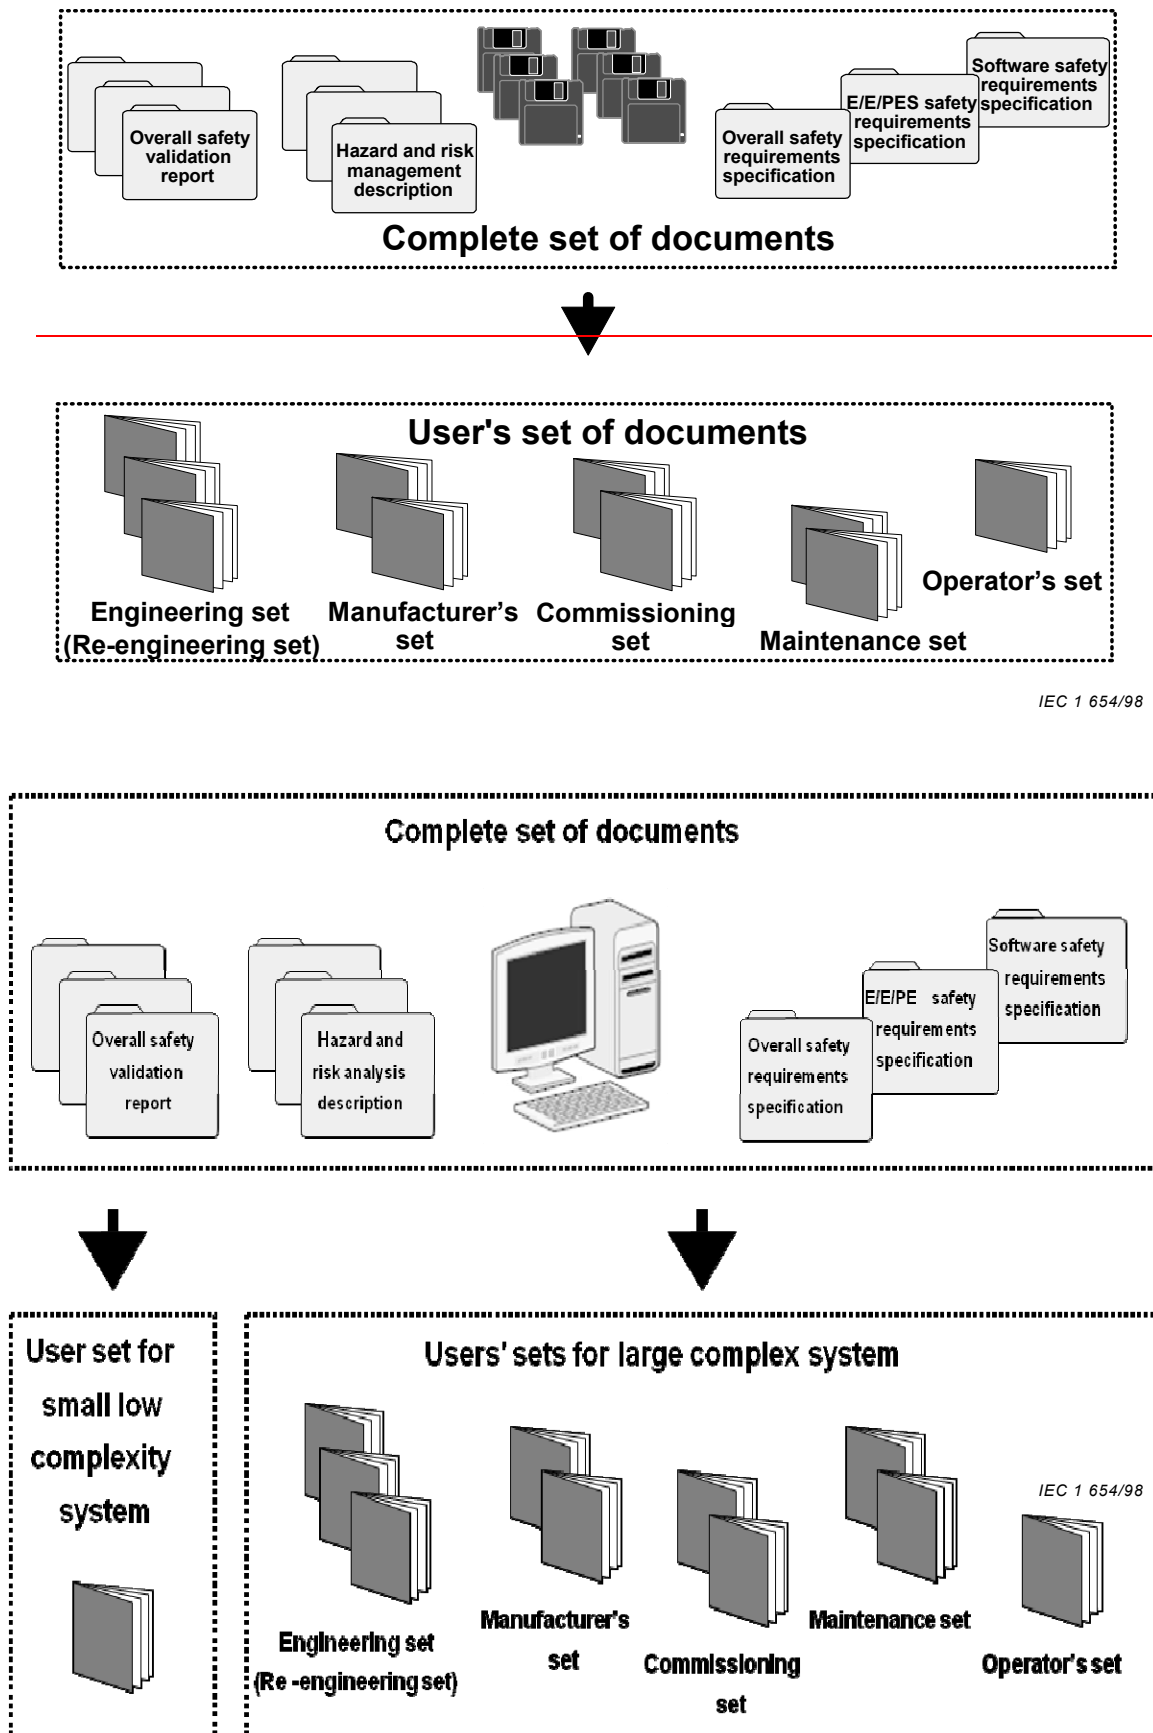 Overall safety
validation
report
Hazard and risk
management
description
Overall safety
requirements
specification
E/E/PES safety
requirements
specification
Software safety
requirements
specification
Complete set of documents
User's set of documents
Engineering set
(Re-engineering set)
Manufacturer's
set
Commissioning
set
Maintenance set
Operator’s set
IEC 1 654/98
Complete set of documents
Overall safety
validation
report
Hazard and
risk analysis
description
Overall safety
requirements
specification
E/E/PE safety
requirements
specification
Software safety
requirements
specification
User set for
small low
complexity
system
Users' sets for large complex system
IEC 1 654/98
Engineering set
(Re -engineering set)
Manufacturer's
set
Commissioning
set
Maintenance set
Operator's set